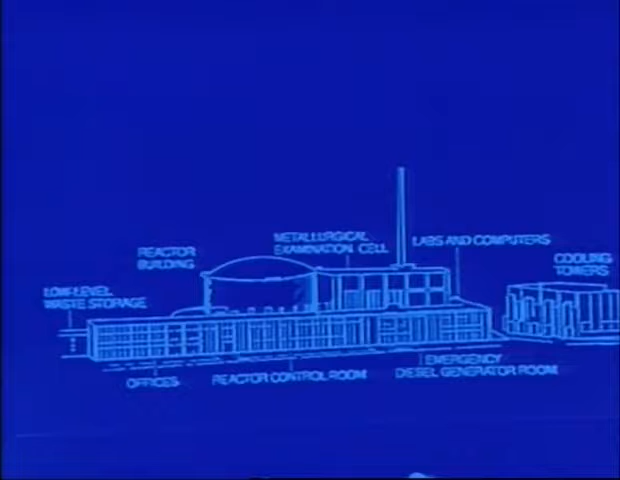 METALLURGICAL
EXAMINATION CELL
LABS AND COMPUTERS
REACTOR
BUILDING
COOLING
TOWERS
LOW-LEVEL
WASTE STORAGE
OFFICES
REACTOR CONTROL ROOM
EMERGENCY
DIESEL GENERATOR ROOM